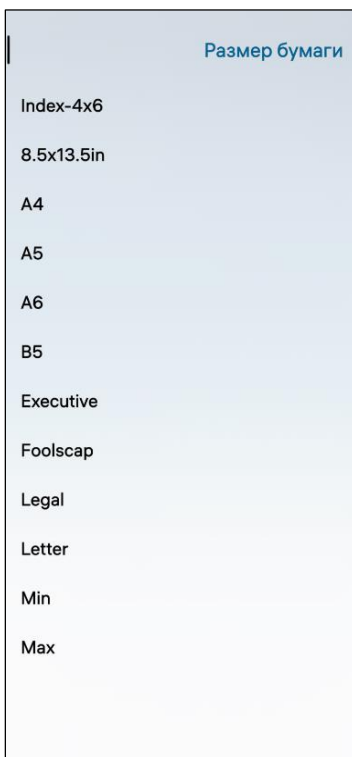 Размер бумаги
Index-4x6
8.5x13.5in
A4
A5
A6
B5
Executive
Foolscap
Legal
Letter
Min
Max